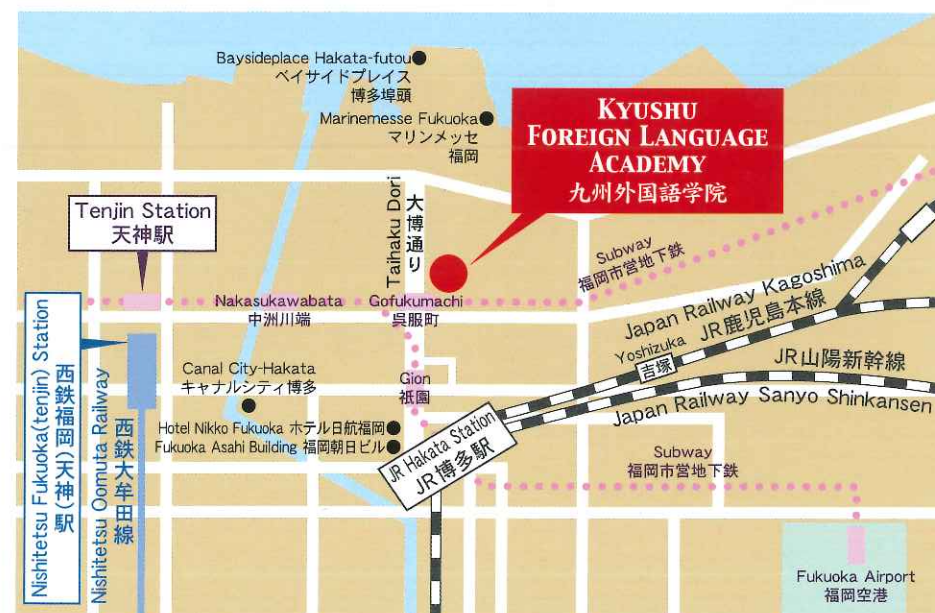 Baysideplace Hakata-futou
ベイサイドプレイス
博多埠頭
Marinemesse Fukuoka
マリンメッセ
福岡
KYUSHU
FOREIGN LANGUAGE
ACADEMY
九州外国語学院
Tenjin Station
天神駅
Taihaku Dori
大博通り
Subway
福岡市営地下鉄
Nakasukawabata
中洲川端
Gofukumachi
呉服町
Japan Railway Kagoshima
JR鹿児島本線
Yoshizuka
吉塚
JR山陽新幹線
Japan Railway Sanyo Shinkansen
Nishitetsu Fukuoka(tenjin) Station
西鉄福岡(天神)駅
Nishitetsu Oomuta Railway
西鉄大牟田線
Canal City-Hakata
キャナルシティ博多
Gion
祇園
Hotel Nikko Fukuoka ホテル日航福岡
Fukuoka Asahi Building 福岡朝日ビル
JR Hakata Station
JR博多駅
Subway
福岡市営地下鉄
Fukuoka Airport
福岡空港